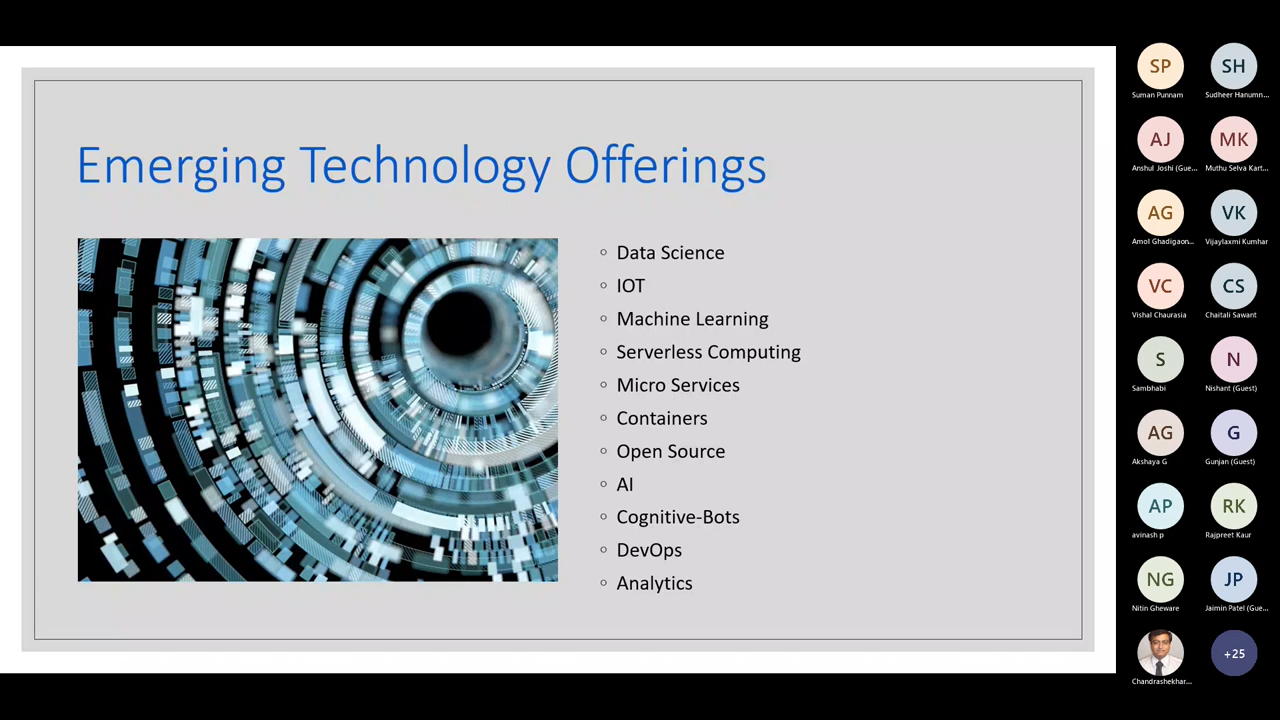 Emerging Technology Offerings
Data Science
IOT
Machine Learning
Serverless Computing
Micro Services
Containers
Open Source
AI
Cognitive-Bots
DevOps
Analytics
SP
Suman Punnam
SH
Sudheer Hanumn...
AJ
Anshul Joshi (Gue...
MK
Muthu Selva Kart...
AG
Amol Ghadigaon...
VK
Vijaylaxmi Kumhar
VC
Vishal Chaurasia
CS
Chaitali Sawant
S
Sambhabi
N
Nishant (Guest)
AG
Akshaya G
G
Gunjan (Guest)
AP
avinash p
RK
Rajpreet Kaur
NG
Nitin Gheware
JP
Jaimin Patel (Gue...
Chandrashekhar...
+25